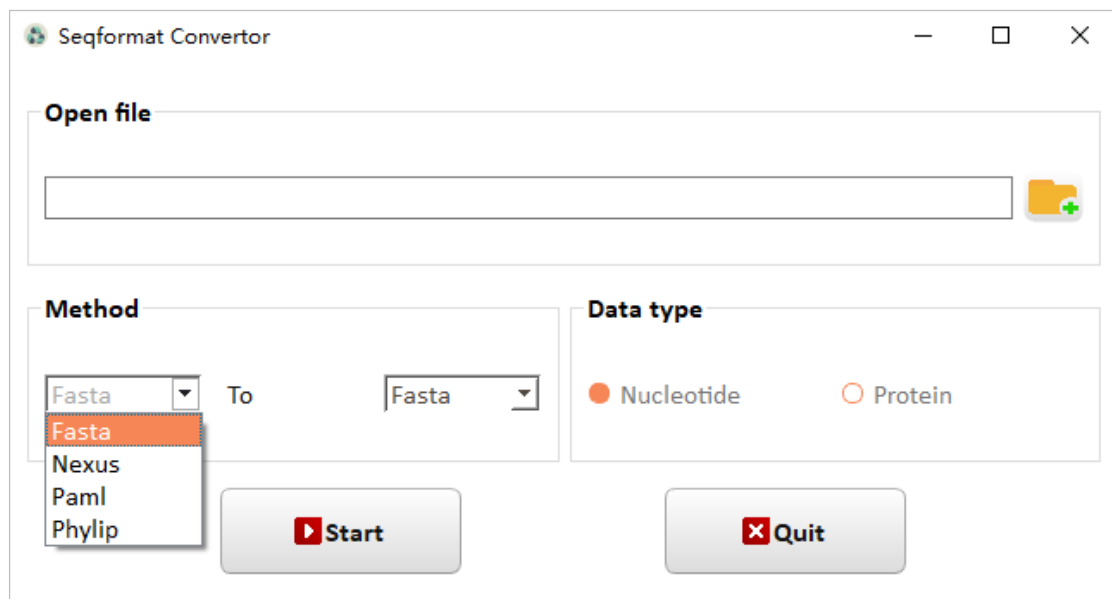 Seqformat Convertor
Open file
Method
Data type
Fasta To Fasta
Nucleotide Protein
Fasta
Nexus
Paml
Phylip
Start Quit